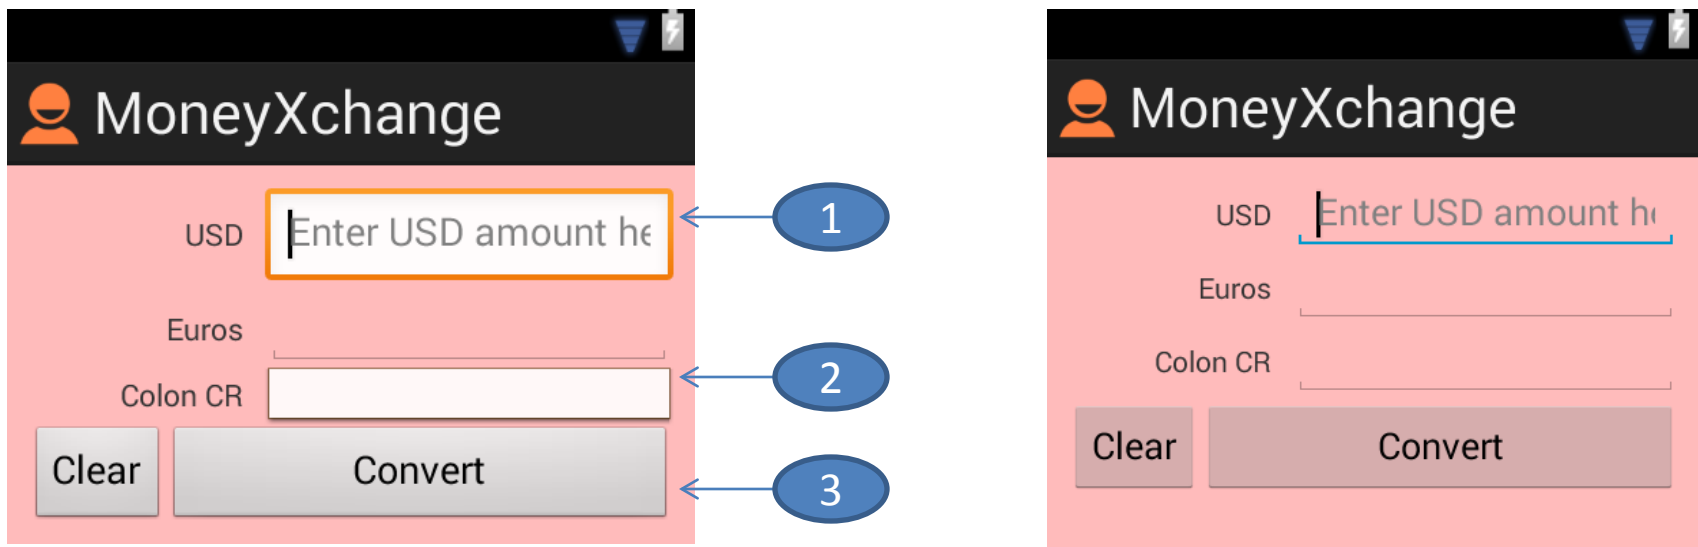 MoneyXchange
USD Enter USD amount he
Euros
Colon CR
Clear Convert
1
2
3
MoneyXchange
USD Enter USD amount he
Euros
Colon CR
Clear Convert